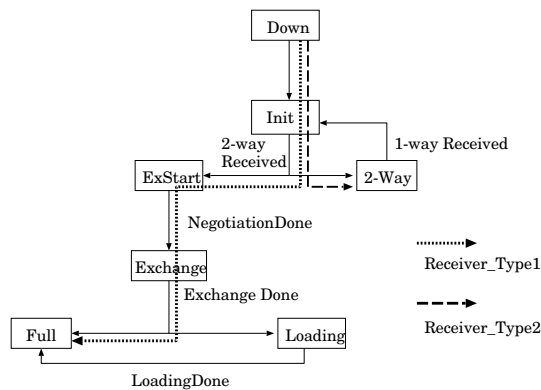 Down
Init
2-way
Received
1-way Received
ExStart
2-Way
NegotiationDone
Exchange
Receiver_Type1
Exchange Done
Full
Loading
Receiver_Type2
LoadingDone